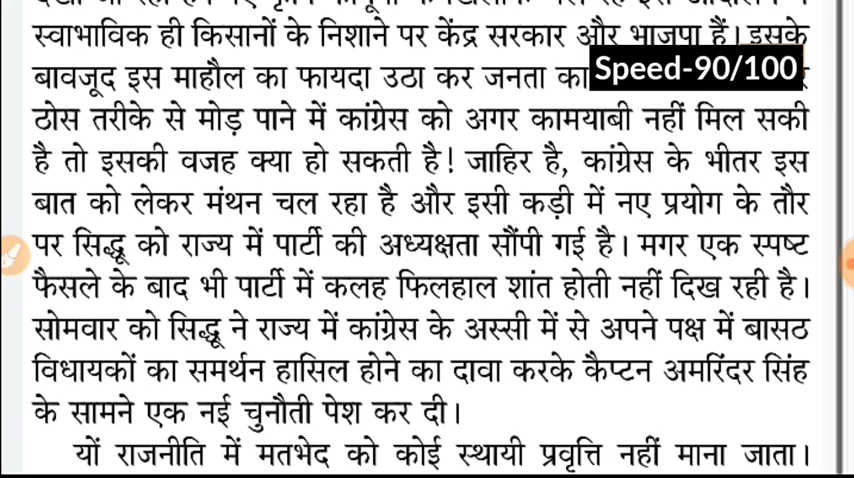 स्वाभाविक ही किसानों के निशाने पर केंद्र सरकार और भाजपा हैं। इसके
बावजूद इस माहौल का फायदा उठा कर जनता का
Speed-90/100
ठोस तरीके से मोड़ पाने में कांग्रेस को अगर कामयाबी नहीं मिल सकी
है तो इसकी वजह क्या हो सकती है! जाहिर है, कांग्रेस के भीतर इस
बात को लेकर मंथन चल रहा है और इसी कड़ी में नए प्रयोग के तौर
पर सिद्धू को राज्य में पार्टी की अध्यक्षता सौंपी गई है। मगर एक स्पष्ट
फैसले के बाद भी पार्टी में कलह फिलहाल शांत होती नहीं दिख रही है।
सोमवार को सिद्धू ने राज्य में कांग्रेस के अस्सी में से अपने पक्ष में बासठ
विधायकों का समर्थन हासिल होने का दावा करके कैप्टन अमरिंदर सिंह
के सामने एक नई चुनौती पेश कर दी।
यों राजनीति में मतभेद को कोई स्थायी प्रवृत्ति नहीं माना जाता।